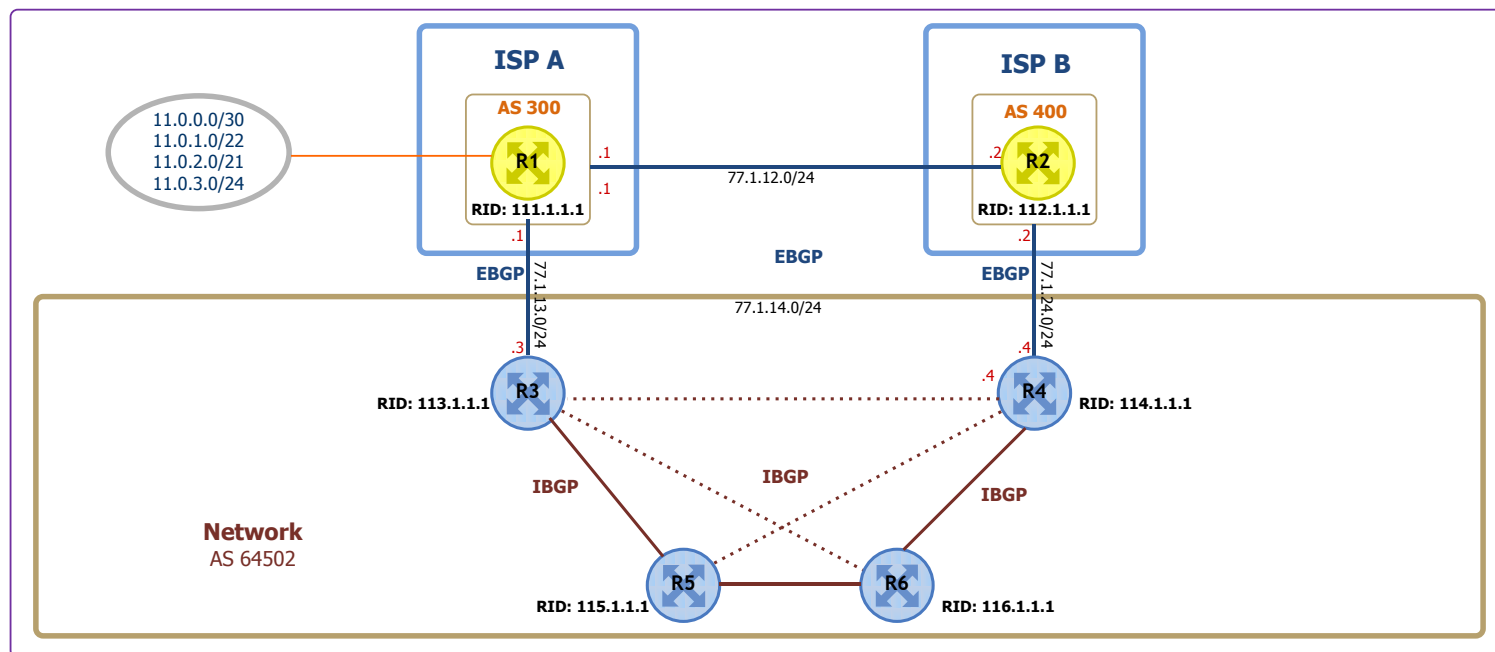 ISP A
ISP B
AS 300
AS 400
11.0.0.0/30
11.0.1.0/22
11.0.2.0/21
11.0.3.0/24
R1
R2
.1
.2
77.1.12.0/24
.1
RID: 111.1.1.1
RID: 112.1.1.1
.1
.2
EBGP
EBGP
EBGP
77.1.13.0/24
77.1.24.0/24
77.1.14.0/24
.3
.4
.4
R3
R4
RID: 113.1.1.1
RID: 114.1.1.1
IBGP
IBGP
IBGP
Network
AS 64502
R5
R6
RID: 115.1.1.1
RID: 116.1.1.1